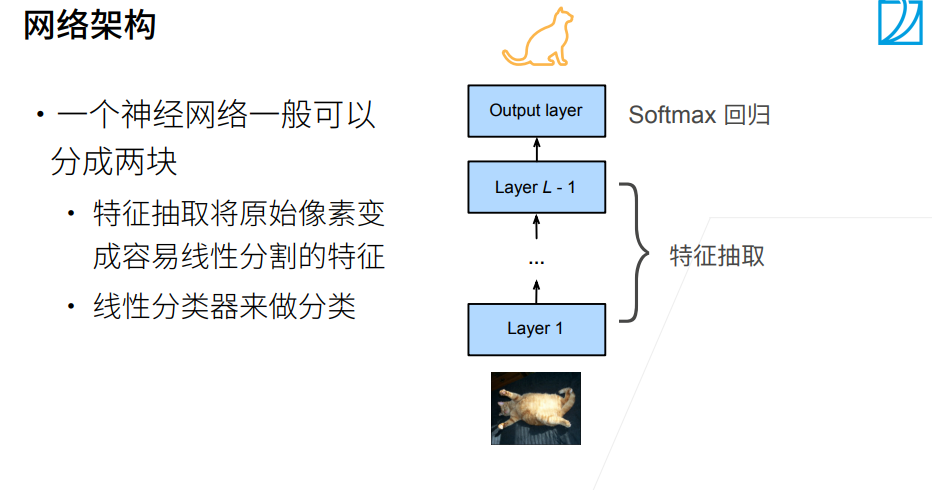 网络架构
• 一个神经网络一般可以
分成两块
• 特征抽取将原始像素变
成容易线性分割的特征
• 线性分类器来做分类
Output layer
Softmax 回归
Layer L - 1
...
特征抽取
Layer 1